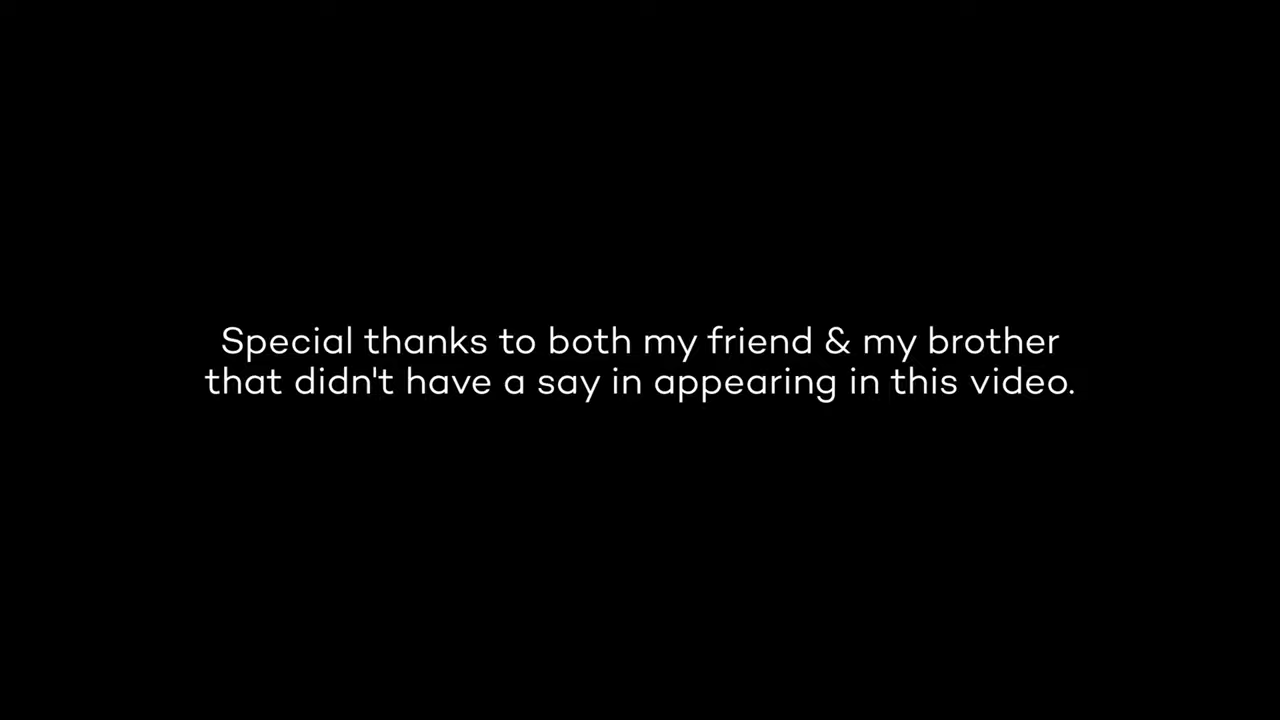 Special thanks to both my friend & my brother
that didn't have a say in appearing in this video.